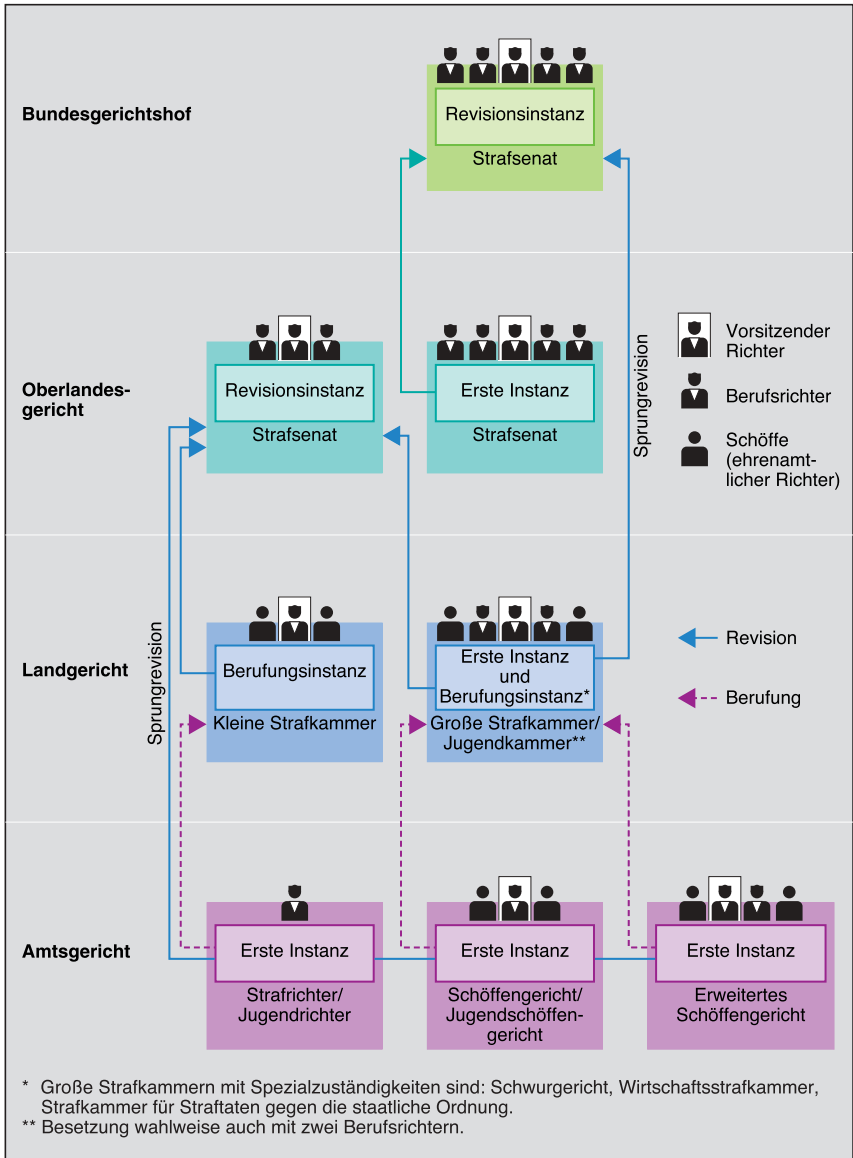 Bundesgerichtshof
Revisionsinstanz
Strafsenat
Oberlandes-
gericht
Revisionsinstanz
Strafsenat
Erste Instanz
Strafsenat
Sprungrevision
Vorsitzender
Richter
Berufsrichter
Schöffe
(ehrenamt-
licher Richter)
Landgericht
Sprungrevision
Berufungsinstanz
Kleine Strafkammer
Erste Instanz
und
Berufungsinstanz*
Große Strafkammer/
Jugendkammer**
Revision
Berufung
Amtsgericht
Erste Instanz
Strafrichter/
Jugendrichter
Erste Instanz
Schöffengericht/
Jugendschöffen-
gericht
Erste Instanz
Erweitertes
Schöffengericht
* Große Strafkammern mit Spezialzuständigkeiten sind: Schwurgericht, Wirtschaftsstrafkammer,
Strafkammer für Straftaten gegen die staatliche Ordnung.
** Besetzung wahlweise auch mit zwei Berufsrichtern.